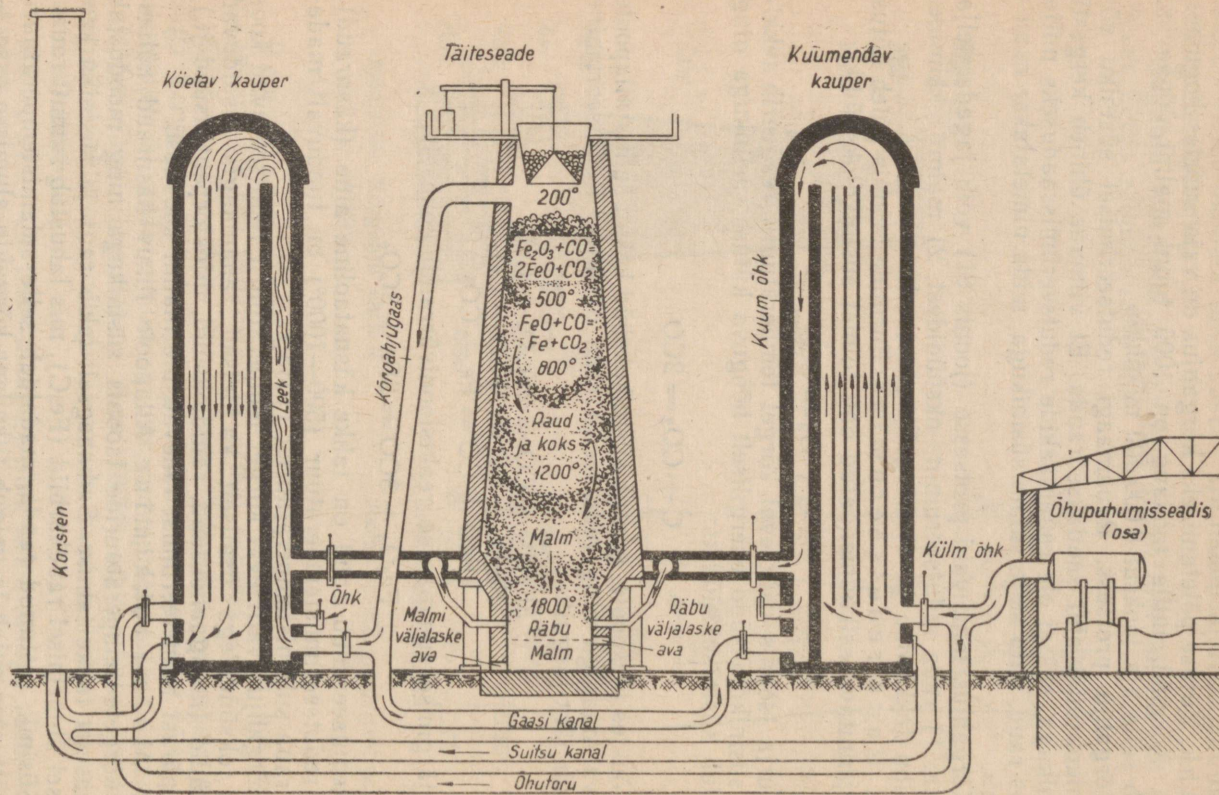 Täiteseade
Köetav kauper
Kuumendav
kauper
200°
Fe₂O₃+CO=
2FeO+CO₂
500°
FeO+CO=
Fe+CO₂
800°
Raud
ja koks
1200°
Malm
1800°
Räbu
Malm
Korsten
Leek
Kõrgahjugaas
Kuum õhk
Õhupuhumisseadis
(osa)
Külm õhk
Õhk
Malmi
väljalaske
ava
Räbu
väljalaske
ava
Gaasi kanal
Suitsu kanal
Õhutoru